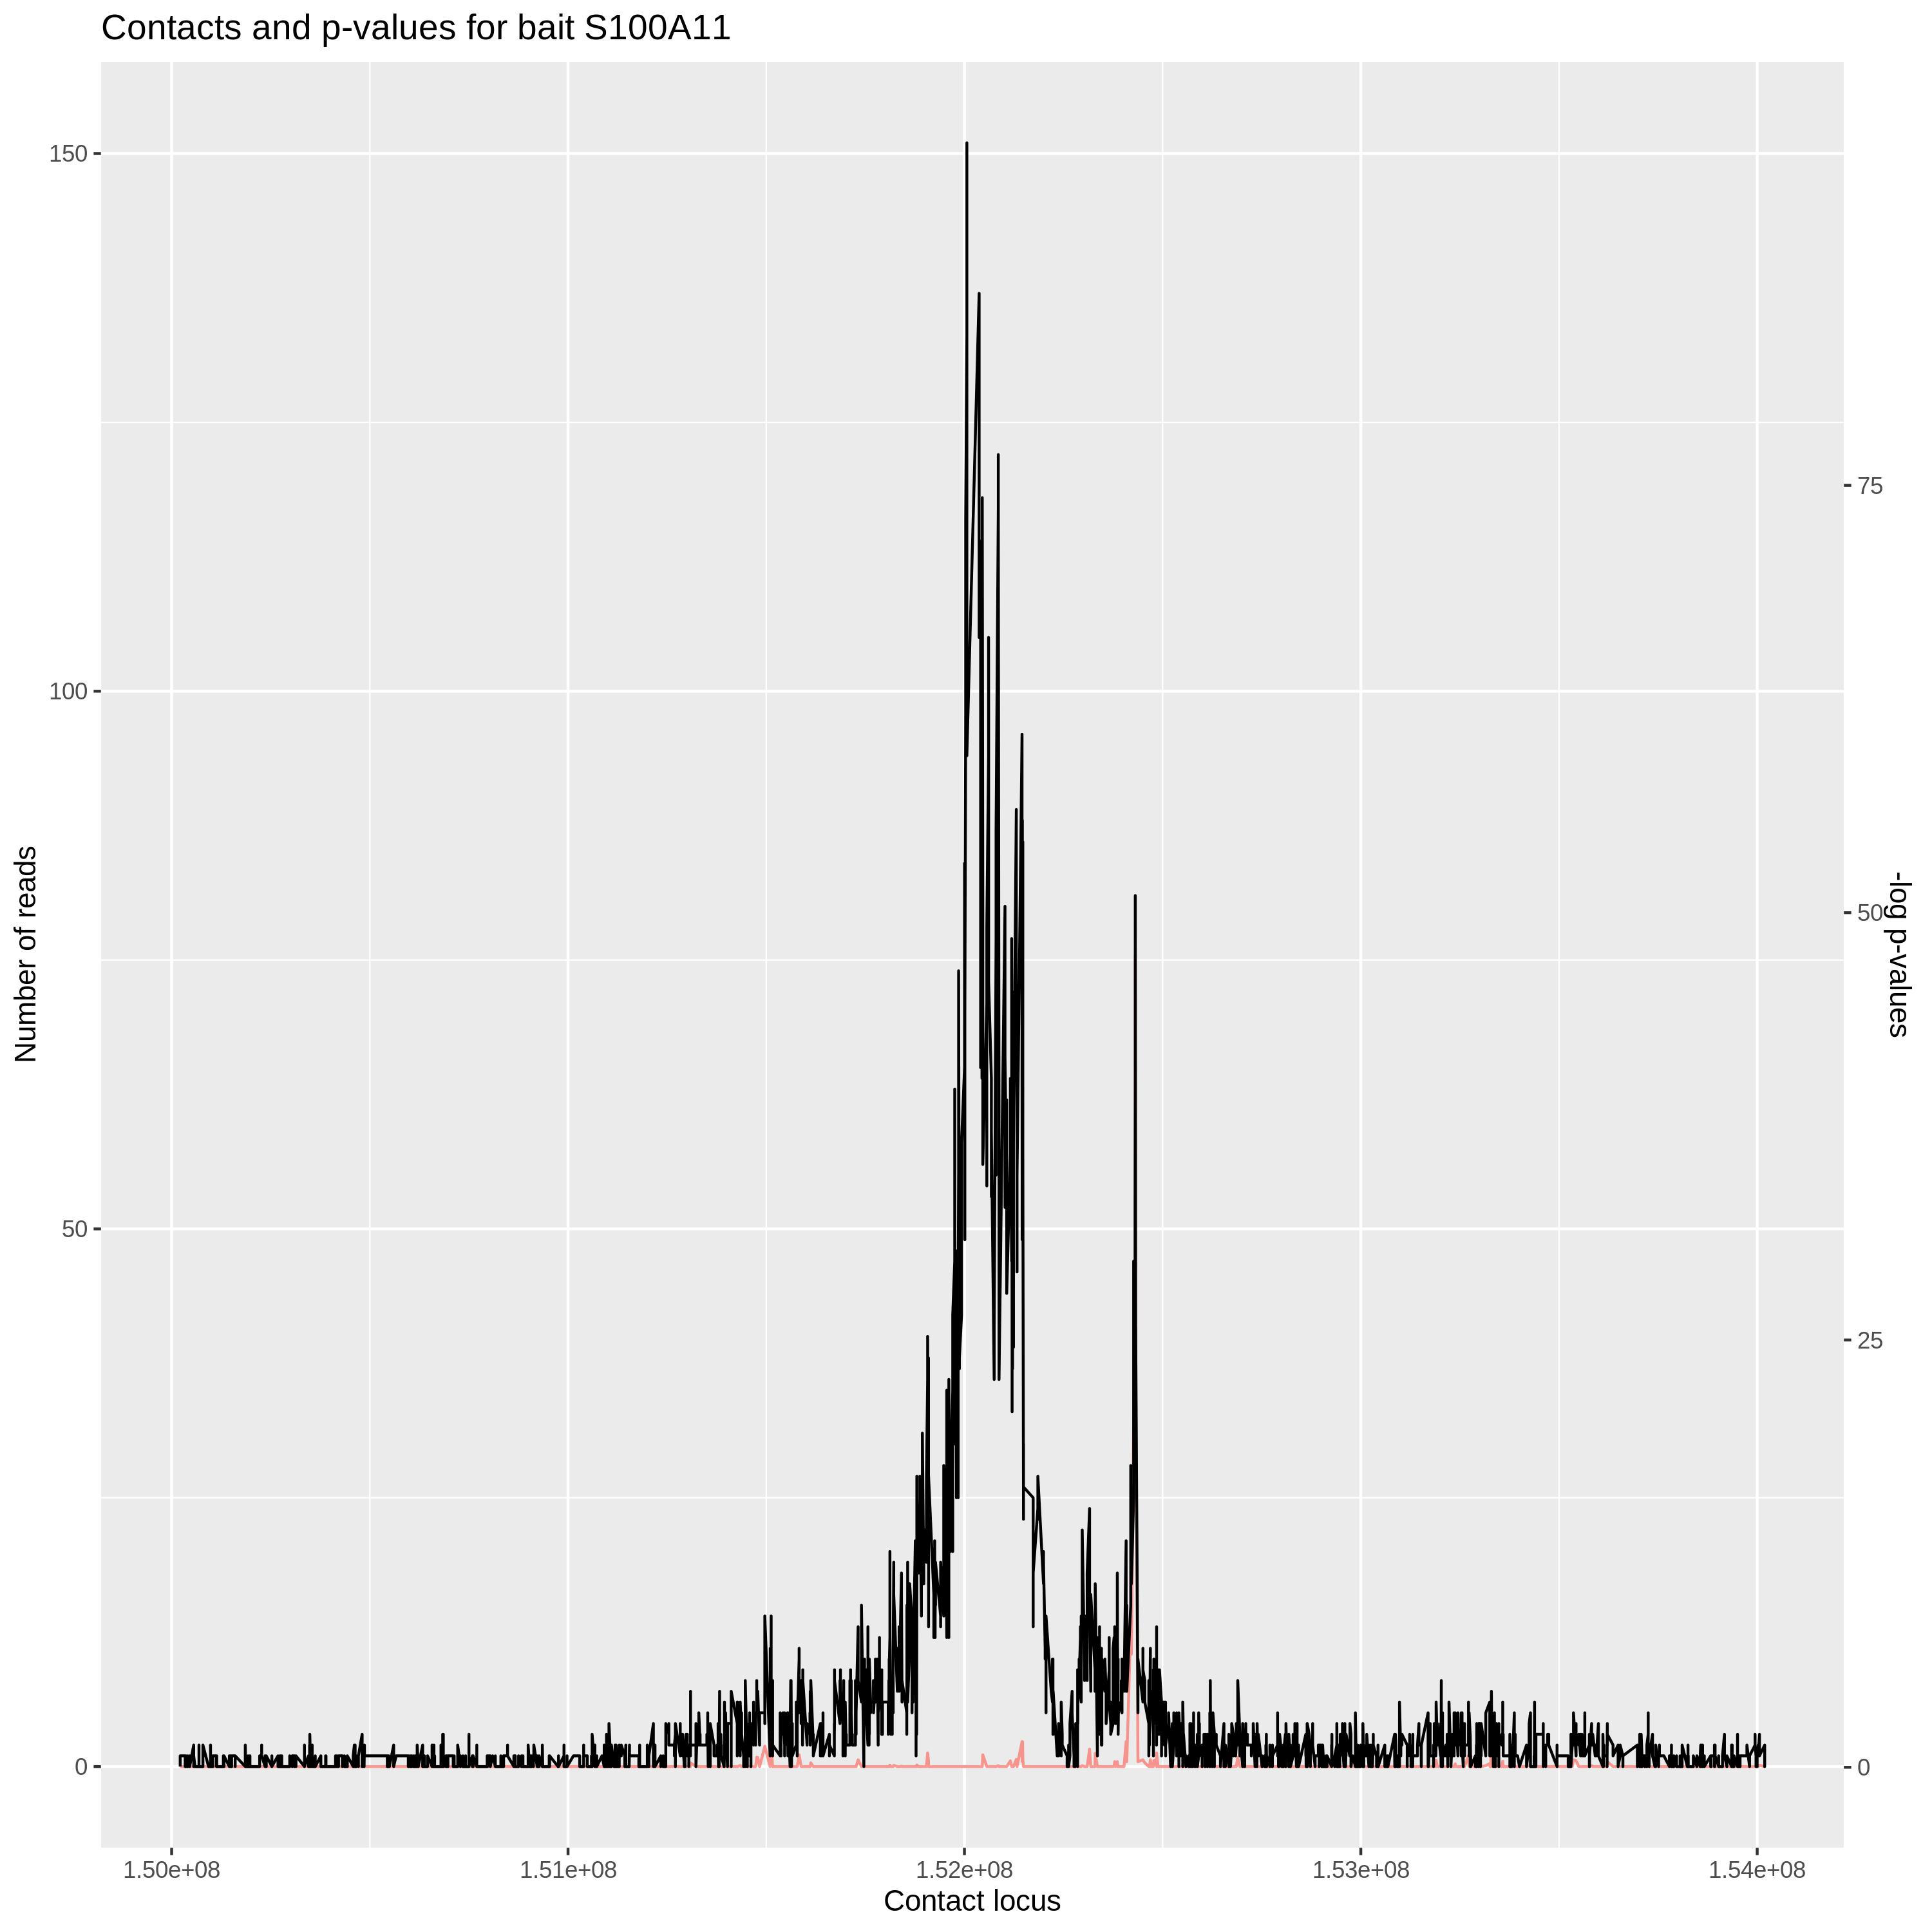 Contacts and p-values for bait S100A11
150
100
50
0
Number of reads
75
50
25
0
-log p-values
1.50e+08
1.51e+08
1.52e+08
1.53e+08
1.54e+08
Contact locus